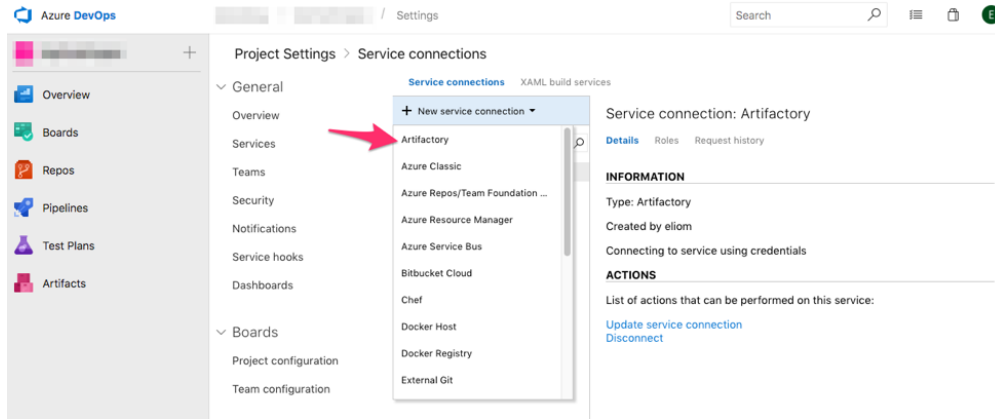 Azure DevOps
/ Settings
Search
E
Overview
Boards
Repos
Pipelines
Test Plans
Artifacts
Project Settings > Service connections
General
Overview
Services
Teams
Security
Notifications
Service hooks
Dashboards
Boards
Project configuration
Team configuration
Service connections XAML build services
+ New service connection
Artifactory
Azure Classic
Azure Repos/Team Foundation ...
Azure Resource Manager
Azure Service Bus
Bitbucket Cloud
Chef
Docker Host
Docker Registry
External Git
Service connection: Artifactory
Details Roles Request history
INFORMATION
Type: Artifactory
Created by eliom
Connecting to service using credentials
ACTIONS
List of actions that can be performed on this service:
Update service connection
Disconnect